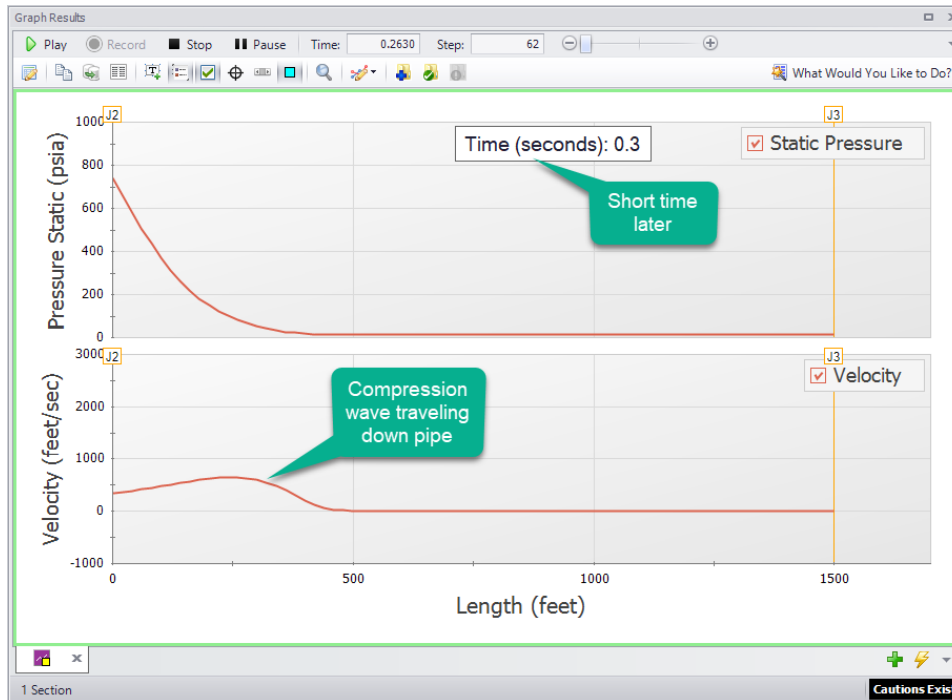 Graph Results
Play Record Stop Pause Time: 0.2630 Step: 62
What Would You Like to Do?
J2 J3
Time (seconds): 0.3
Static Pressure
Short time
later
Pressure Static (psia)
1000
800
600
400
200
0
J2 J3
Velocity
Compression
wave traveling
down pipe
Velocity (feet/sec)
3000
2000
1000
0
-1000
0 500 1000 1500
Length (feet)
1 Section
Cautions Exis